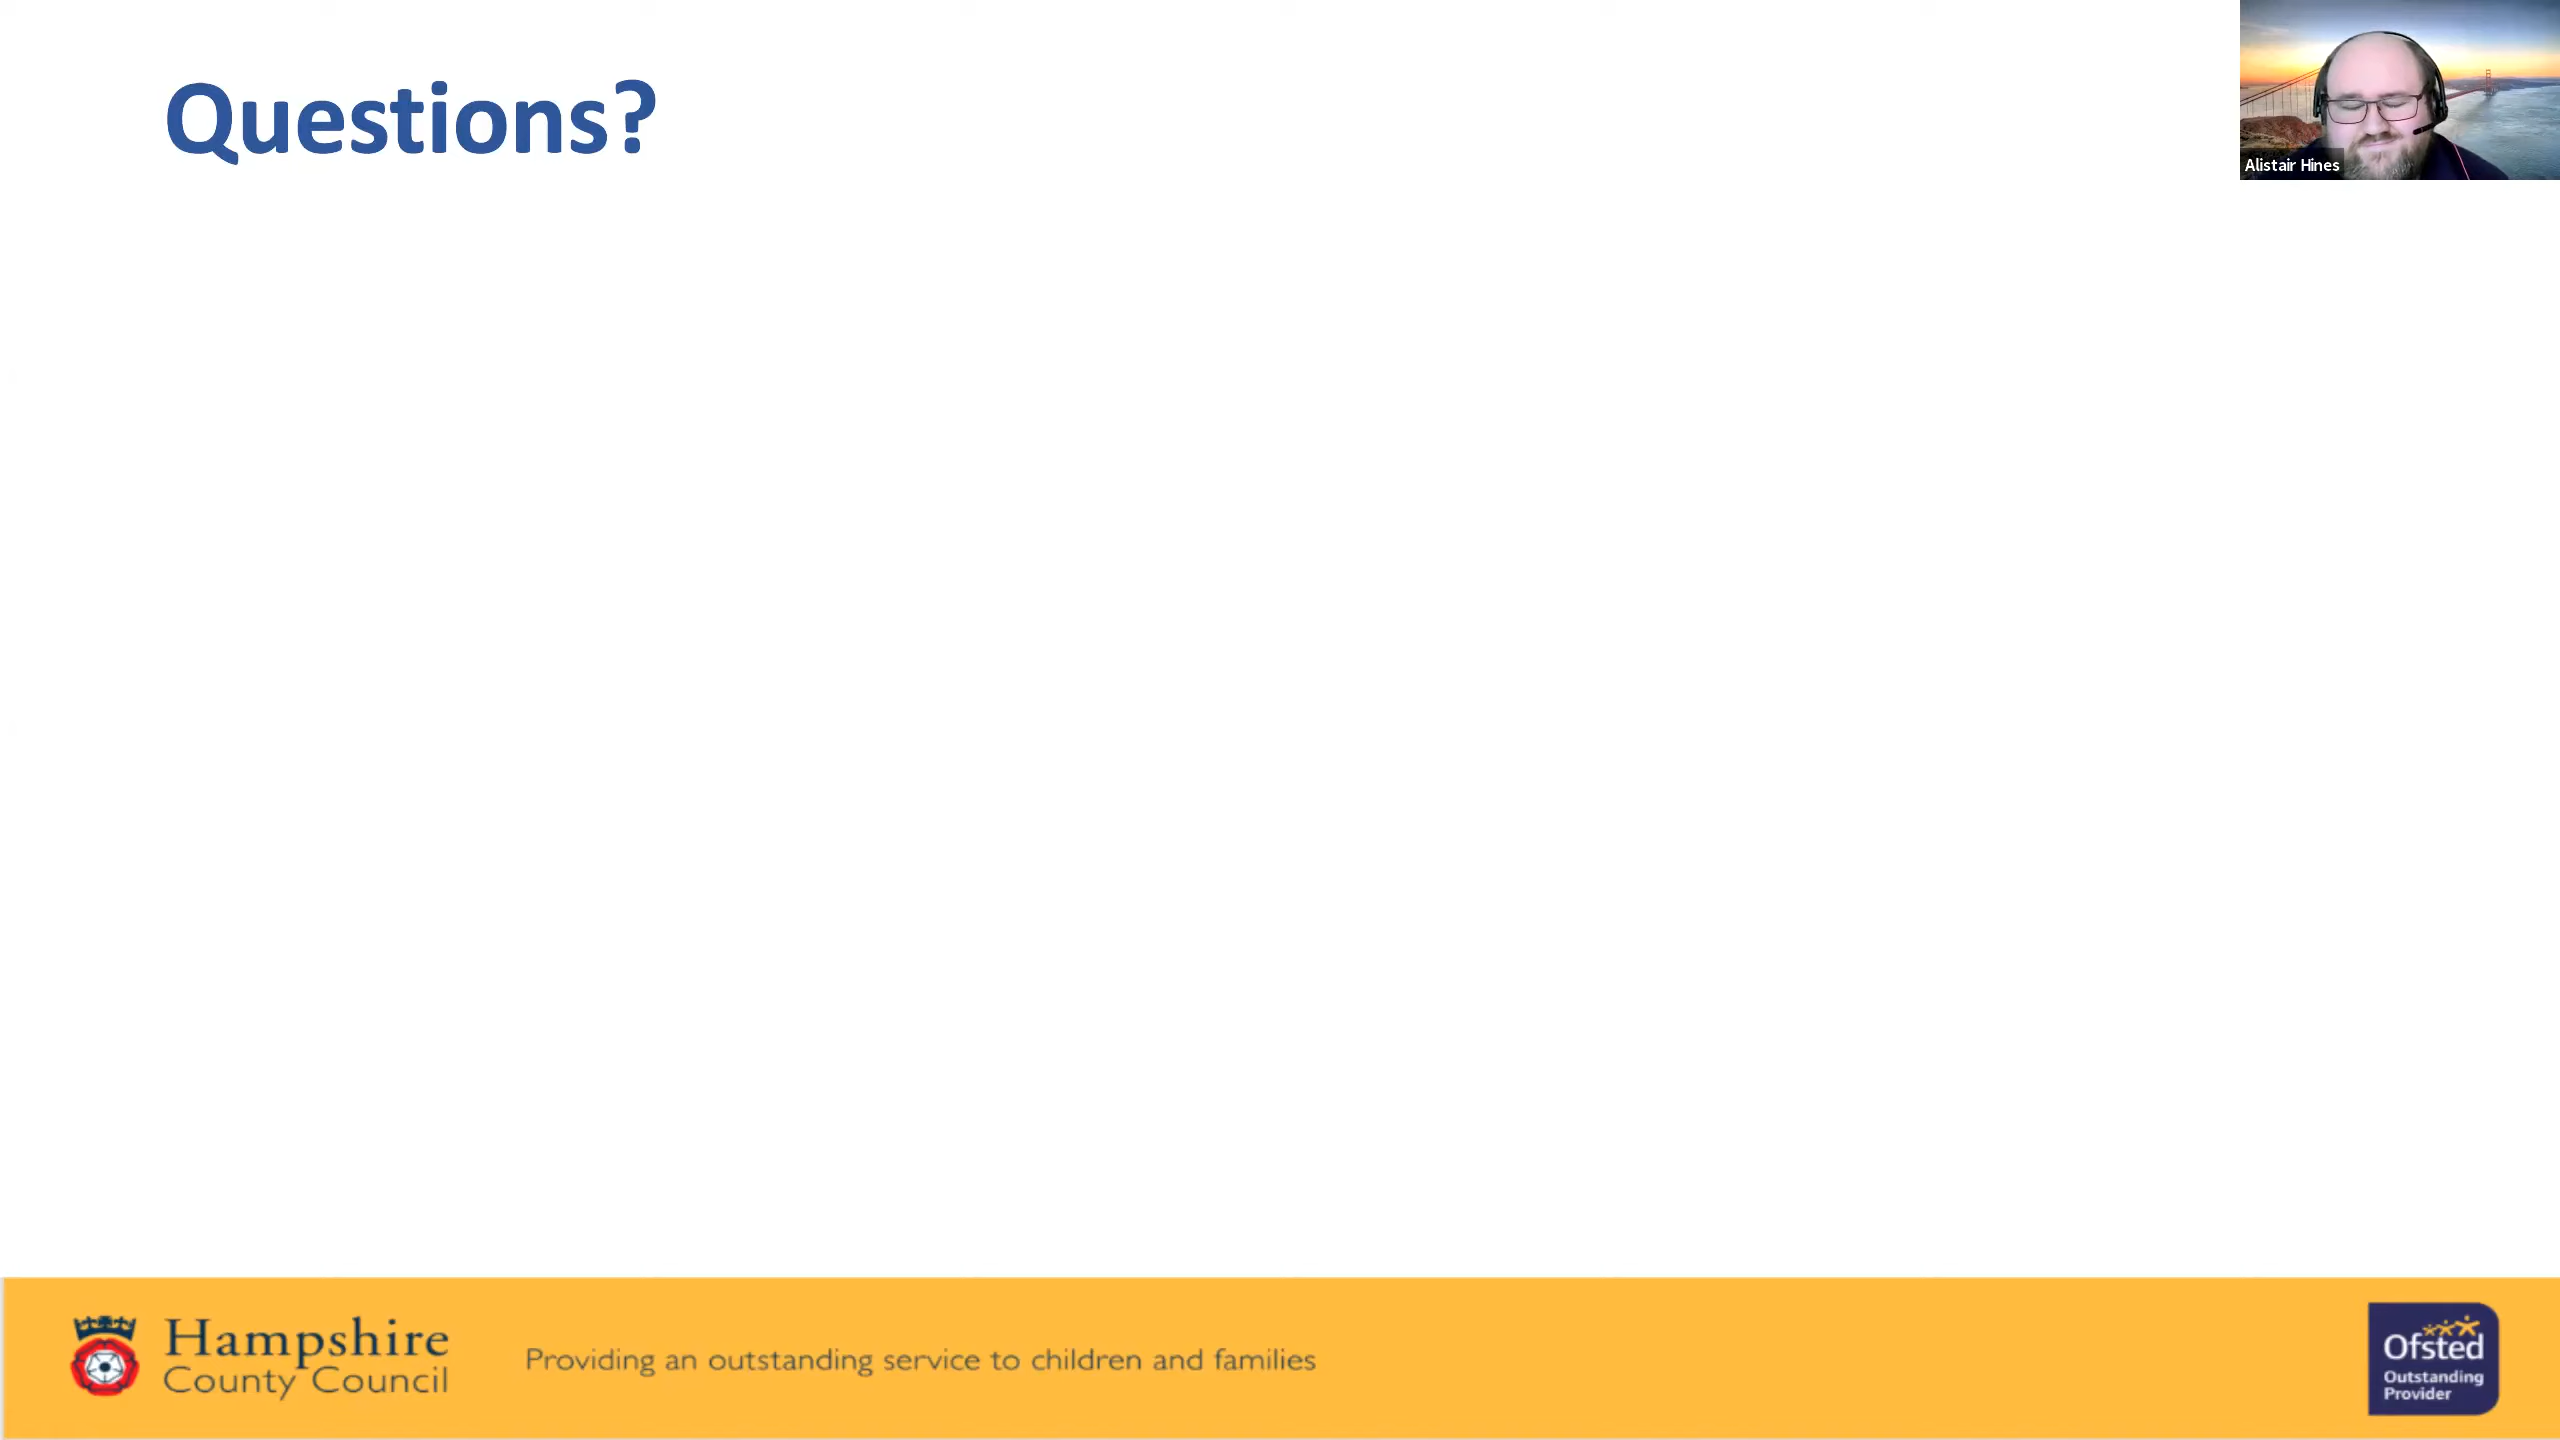 Questions?
Alistair Hines
Hampshire
County Council
Providing an outstanding service to children and families
Ofsted
Outstanding
Provider